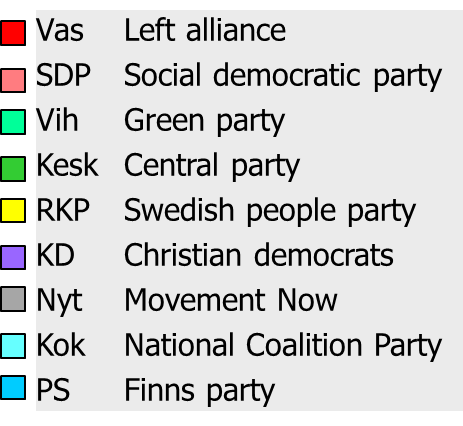 Vas Left alliance
SDP Social democratic party
Vih Green party
Kesk Central party
RKP Swedish people party
KD Christian democrats
Nyt Movement Now
Kok National Coalition Party
PS Finns party